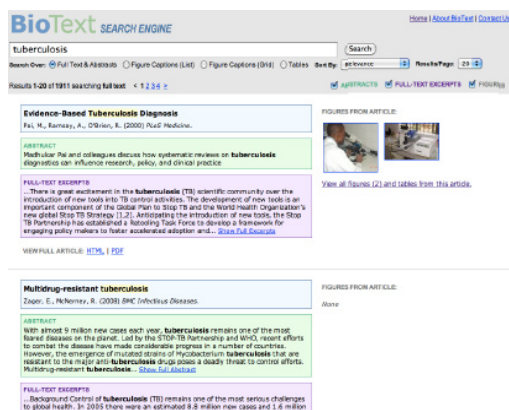 BioText SEARCH ENGINE
Home | About BioText | Contact Us
tuberculosis
Search
Search Over: Full Text & Abstracts Figure Captions (List) Figure Captions (Grid) Tables Sort By: relevance Results/Page: 20
Results 1-20 of 1911 searching full text < 1 2 3 4 >
ABSTRACTS FULL-TEXT EXCERPTS FIGURES
Evidence-Based Tuberculosis Diagnosis
Pai, M., Ramsay, A., O'Brien, R. (2000) PLoS Medicine.
ABSTRACT
Madhukar Pai and colleagues discuss how systematic reviews on tuberculosis
diagnostics can influence research, policy, and clinical practice
FULL-TEXT EXCERPTS
...There is great excitement in the tuberculosis (TB) scientific community over the
introduction of new tools into TB control activities. The development of new tools is an
important component of the Global Plan to Stop TB and the World Health Organization's
new global Stop TB Strategy [1,2]. Anticipating the introduction of new tools, the Stop
TB Partnership has established a Retooling Task Force to develop a framework for
engaging policy makers to foster accelerated adoption and... Show Full Excerpts
VIEW FULL ARTICLE: HTML | PDF
FIGURES FROM ARTICLE:
View all figures (2) and tables from this article.
Multidrug-resistant tuberculosis
Zager, E., McNerney, R. (2008) BMC Infectious Diseases.
ABSTRACT
With almost 9 million new cases each year, tuberculosis remains one of the most
feared diseases on the planet. Led by the STOP-TB Partnership and WHO, recent efforts
to combat the disease have made considerable progress in a number of countries.
However, the emergence of mutated strains of Mycobacterium tuberculosis that are
resistant to the major anti-tuberculosis drugs poses a deadly threat to control efforts.
Multidrug-resistant tuberculosis... Show Full Abstract
FULL-TEXT EXCERPTS
...Background Control of tuberculosis (TB) remains one of the most serious challenges
to global health. In 2005 there were an estimated 8.8 million new cases and 1.6 million
FIGURES FROM ARTICLE:
None